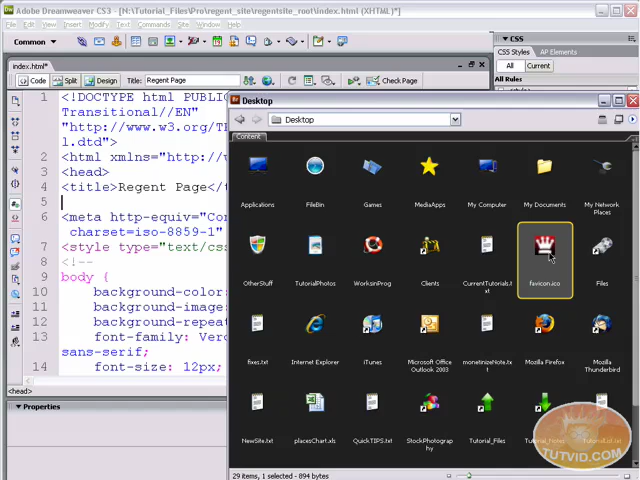 Adobe Dreamweaver CS3 - [N:\Tutorial_Files\Pro\regent_site\regentsite_root\index.html (XHTML)*]
File Edit View Insert Modify Text Commands Site Window Help
Common
index.html*
Code Split Design Title: Regent Page Check Page
CSS
CSS Styles AP Elements
All Current
All Rules
1 <!DOCTYPE html PUBLIC
Transitional//EN"
"http://www.w3.org/T
l.dtd">
2 <html xmlns="http://
3 <head>
4 <title>Regent Page</t
5
6 <meta http-equiv="Con
charset=iso-8859-1"
7 <style type="text/css
8 <!--
9 body {
10 background-color:
11 background-image:
12 background-repeat
13 font-family: Verd
sans-serif;
14 font-size: 12px;
<head>
Properties
Desktop
Desktop
Content
Applications FileBin Games MediaApps My Computer My Documents My Network Places
OtherStuff TutorialPhotos WorksinProg Clients CurrentTutorials.txt favicon.ico Files
fixes.txt Internet Explorer iTunes Microsoft Office Outlook 2003 monetizeNote.txt Mozilla Firefox Mozilla Thunderbird
NewSite.txt placesChart.xls QuickTIPS.txt StockPhotography Tutorial_Files Tutorial_Notes
29 items, 1 selected - 894 bytes
TUTVID.COM